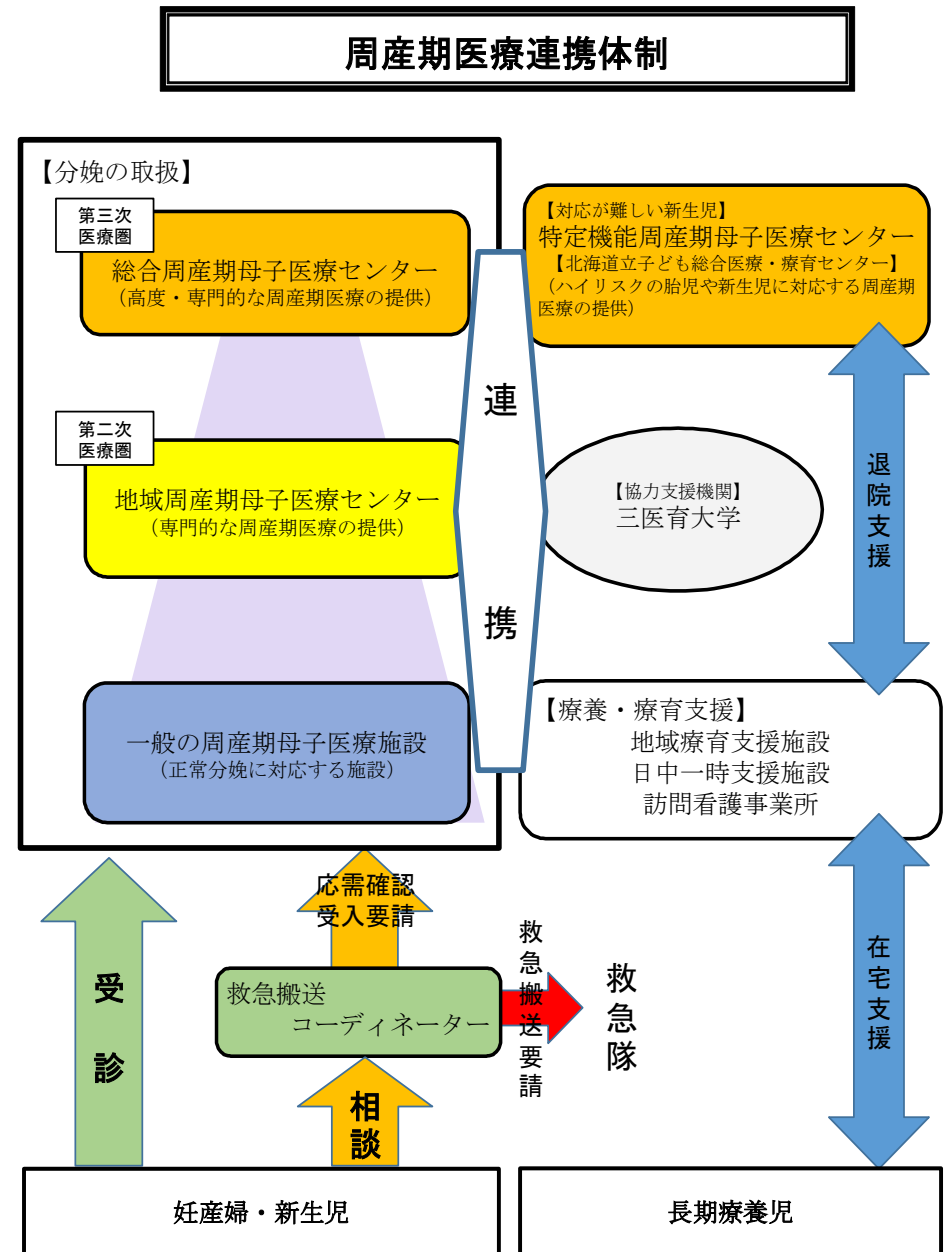 周産期医療連携体制
【分娩の取扱】
第三次
医療圏
総合周産期母子医療センター
（高度・専門的な周産期医療の提供）
第二次
医療圏
地域周産期母子医療センター
（専門的な周産期医療の提供）
一般の周産期母子医療施設
（正常分娩に対応する施設）
連
携
【対応が難しい新生児】
特定機能周産期母子医療センター
【北海道立子ども総合医療・療育センター】
（ハイリスクの胎児や新生児に対応する周産期
医療の提供）
【協力支援機関】
三医育大学
退院支援
【療養・療育支援】
地域療育支援施設
日中一時支援施設
訪問看護事業所
受
診
応需確認
受入要請
救急搬送
コーディネーター
救急搬送要請
救急隊
相
談
在宅支援
妊産婦・新生児
長期療養児